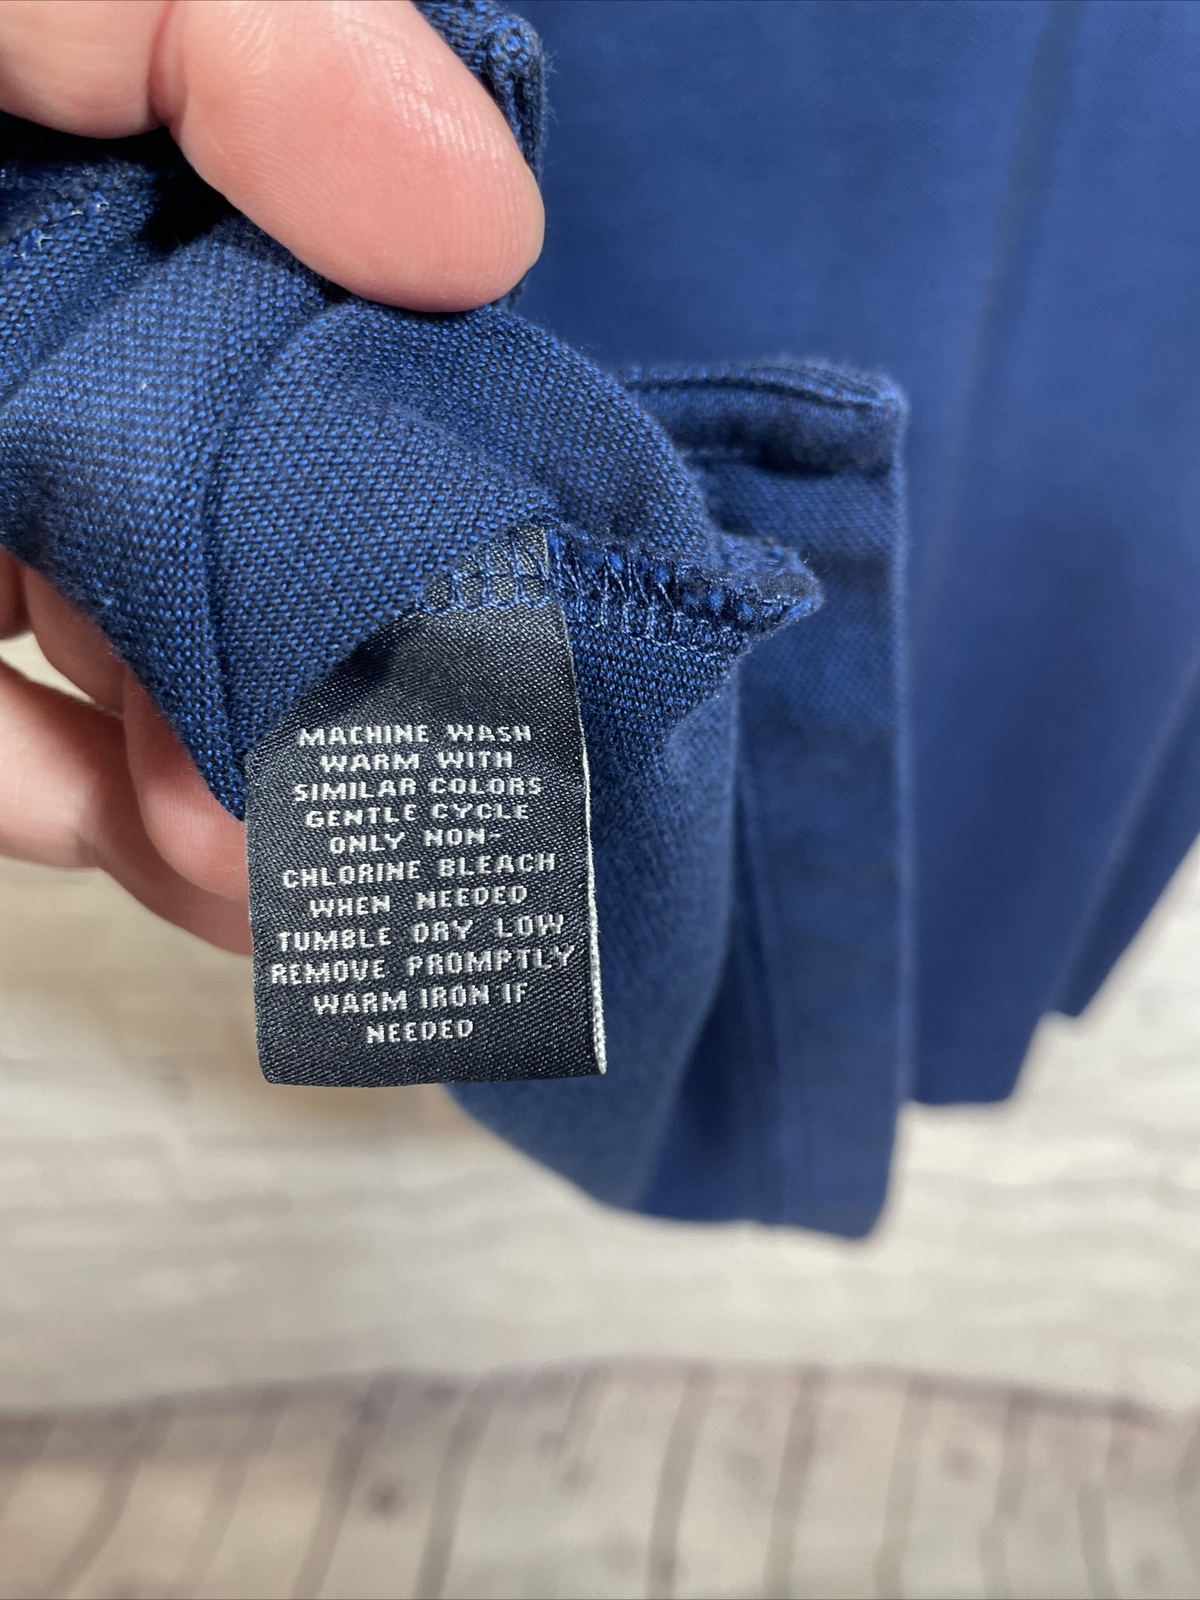 MACHINE WASH
WARM WITH
SIMILAR COLORS
GENTLE CYCLE
ONLY NON-
CHLORINE BLEACH
WHEN NEEDED
TUMBLE DRY LOW
REMOVE PROMPTLY
WARM IRON IF
NEEDED